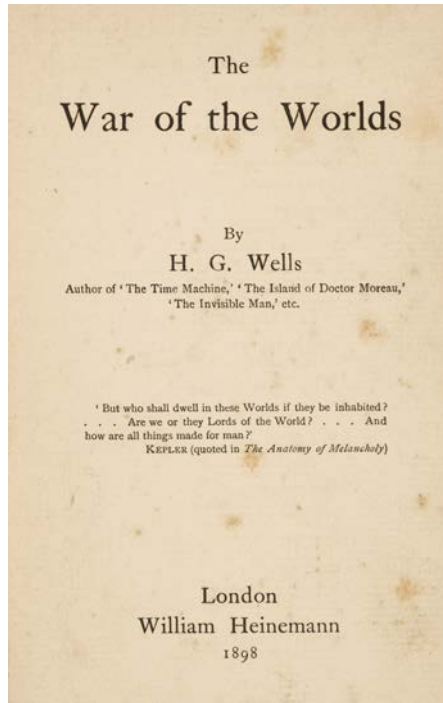 The
War of the Worlds
By
H. G. Wells
Author of ‘ The Time Machine,’ ‘ The Island of Doctor Moreau,’
‘ The Invisible Man,’ etc.
‘ But who shall dwell in these Worlds if they be inhabited ?
. . . Are we or they Lords of the World ? . . . And
how are all things made for man ?’
KEPLER (quoted in The Anatomy of Melancholy)
London
William Heinemann
1898